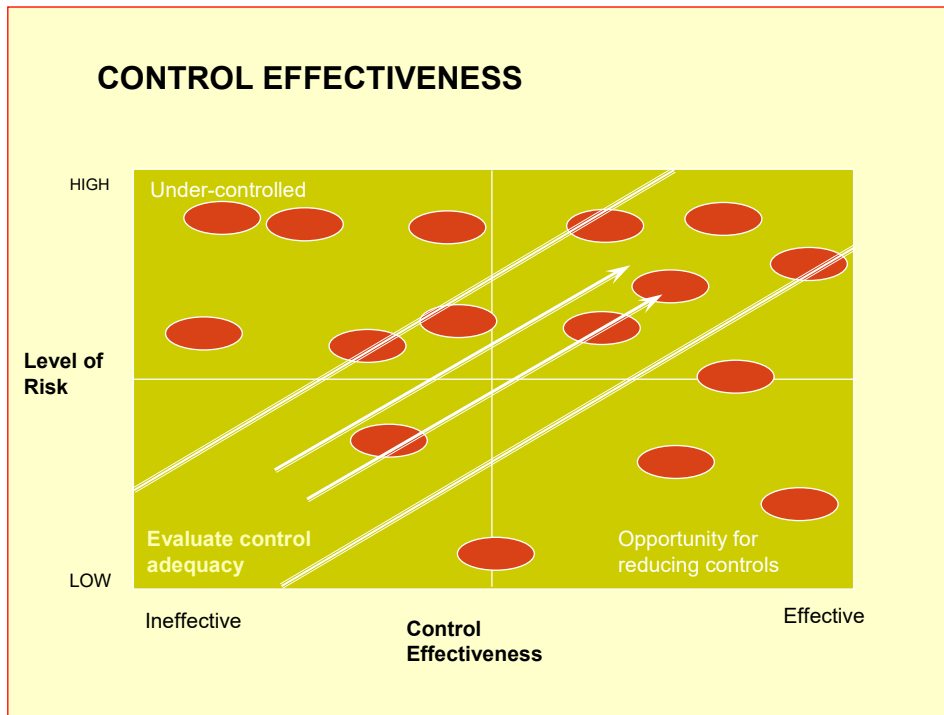 CONTROL EFFECTIVENESS
HIGH
Under-controlled
Level of
Risk
Evaluate control
adequacy
Opportunity for
reducing controls
LOW
Ineffective
Control
Effectiveness
Effective